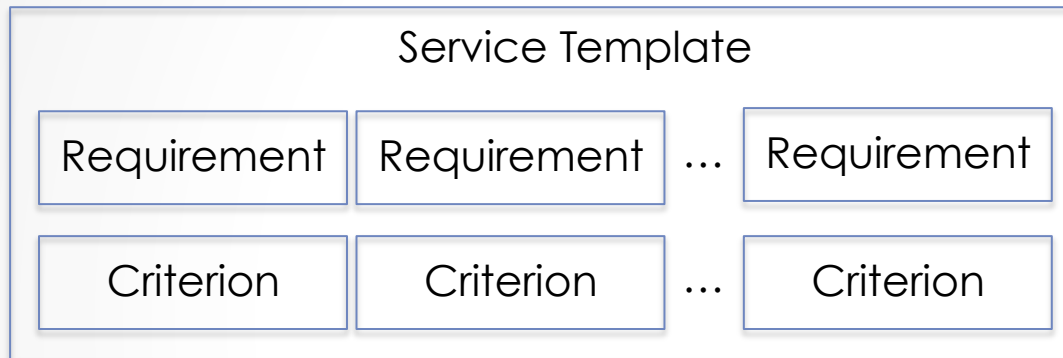 Service Template
Requirement Requirement ... Requirement
Criterion Criterion ... Criterion